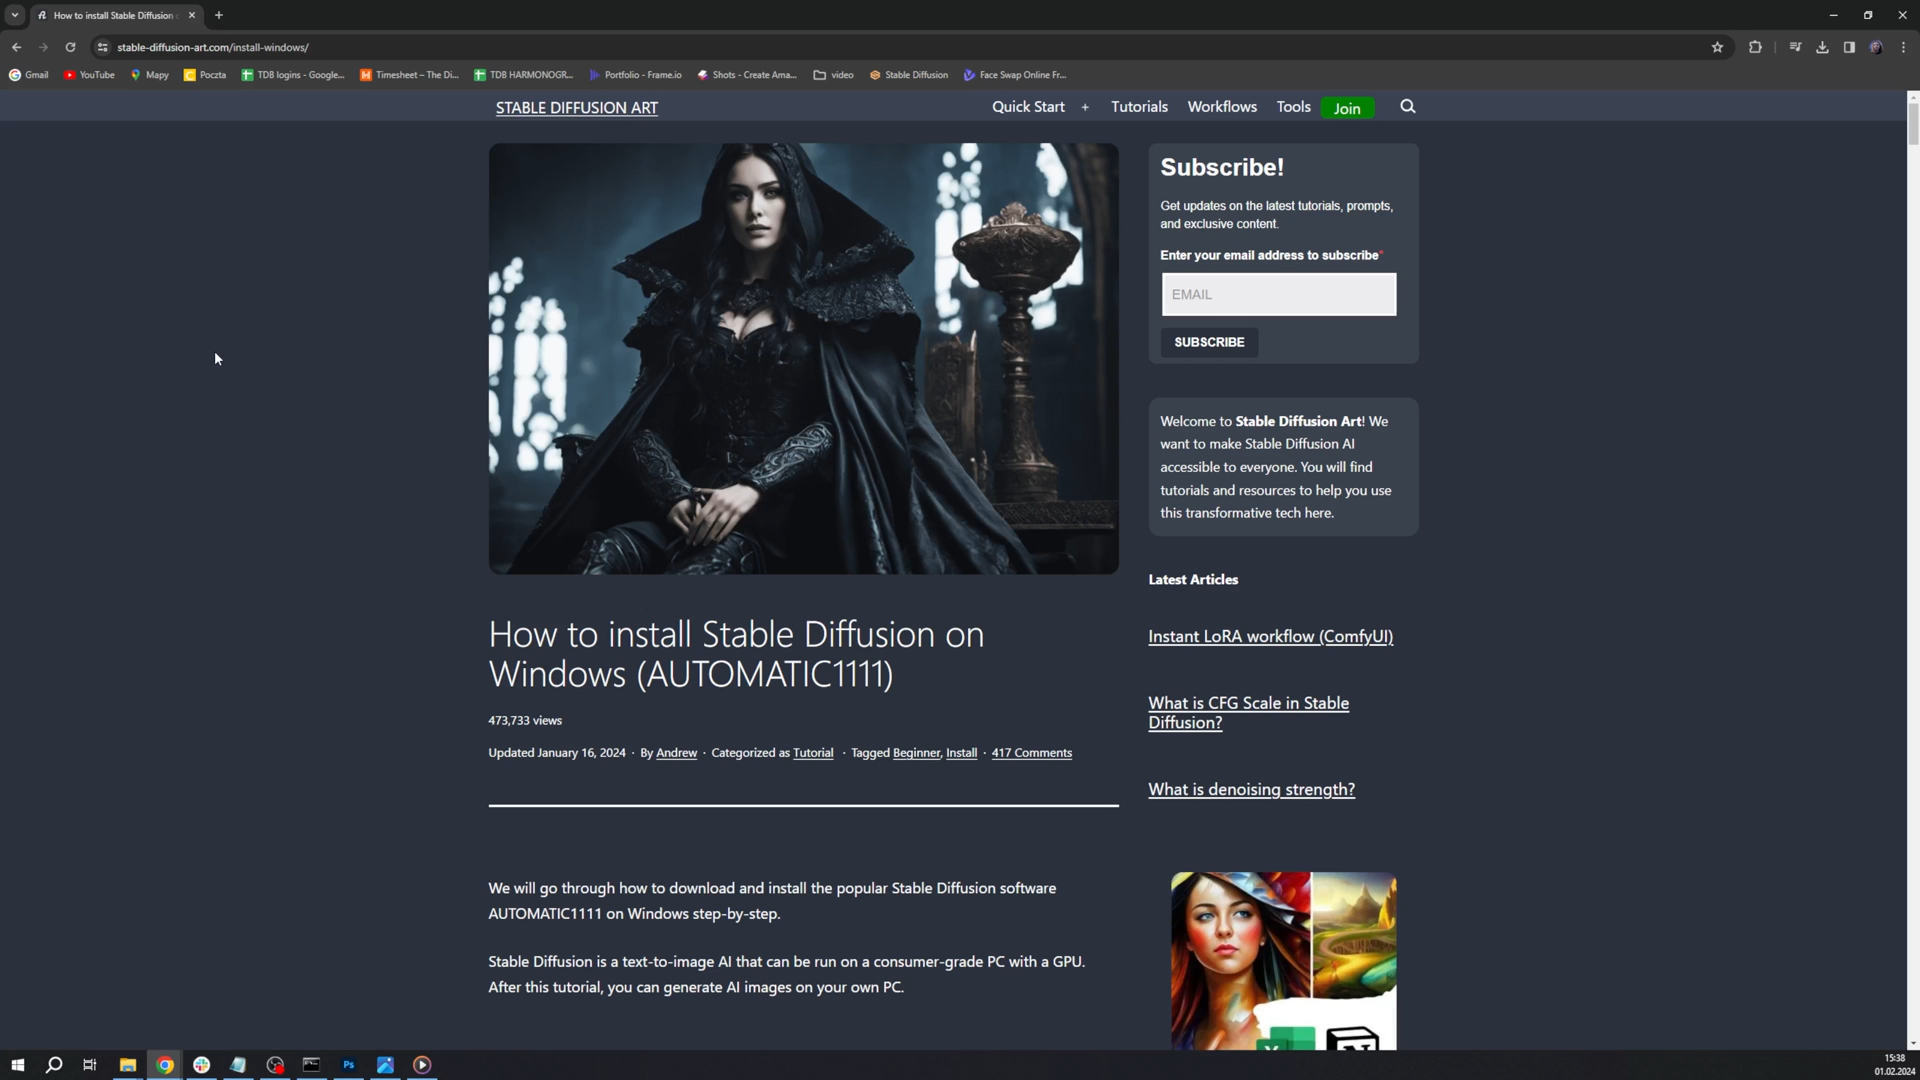 How to install Stable Diffusion o
stable-diffusion-art.com/install-windows/
Gmail
YouTube
Mapy
Poczta
TDB logins - Google...
Timesheet – The Di...
TDB HARMONOGR...
Portfolio - Frame.io
Shots - Create Ama...
video
Stable Diffusion
Face Swap Online Fr...
STABLE DIFFUSION ART
Quick Start +
Tutorials
Workflows
Tools
Join
Subscribe!
Get updates on the latest tutorials, prompts,
and exclusive content.
Enter your email address to subscribe*
EMAIL
SUBSCRIBE
Welcome to Stable Diffusion Art! We
want to make Stable Diffusion AI
accessible to everyone. You will find
tutorials and resources to help you use
this transformative tech here.
Latest Articles
Instant LoRA workflow (ComfyUI)
What is CFG Scale in Stable
Diffusion?
What is denoising strength?
How to install Stable Diffusion on
Windows (AUTOMATIC1111)
473,733 views
Updated January 16, 2024 · By Andrew · Categorized as Tutorial · Tagged Beginner, Install · 417 Comments
We will go through how to download and install the popular Stable Diffusion software
AUTOMATIC1111 on Windows step-by-step.
Stable Diffusion is a text-to-image AI that can be run on a consumer-grade PC with a GPU.
After this tutorial, you can generate AI images on your own PC.
Ps
15:38
01.02.2024